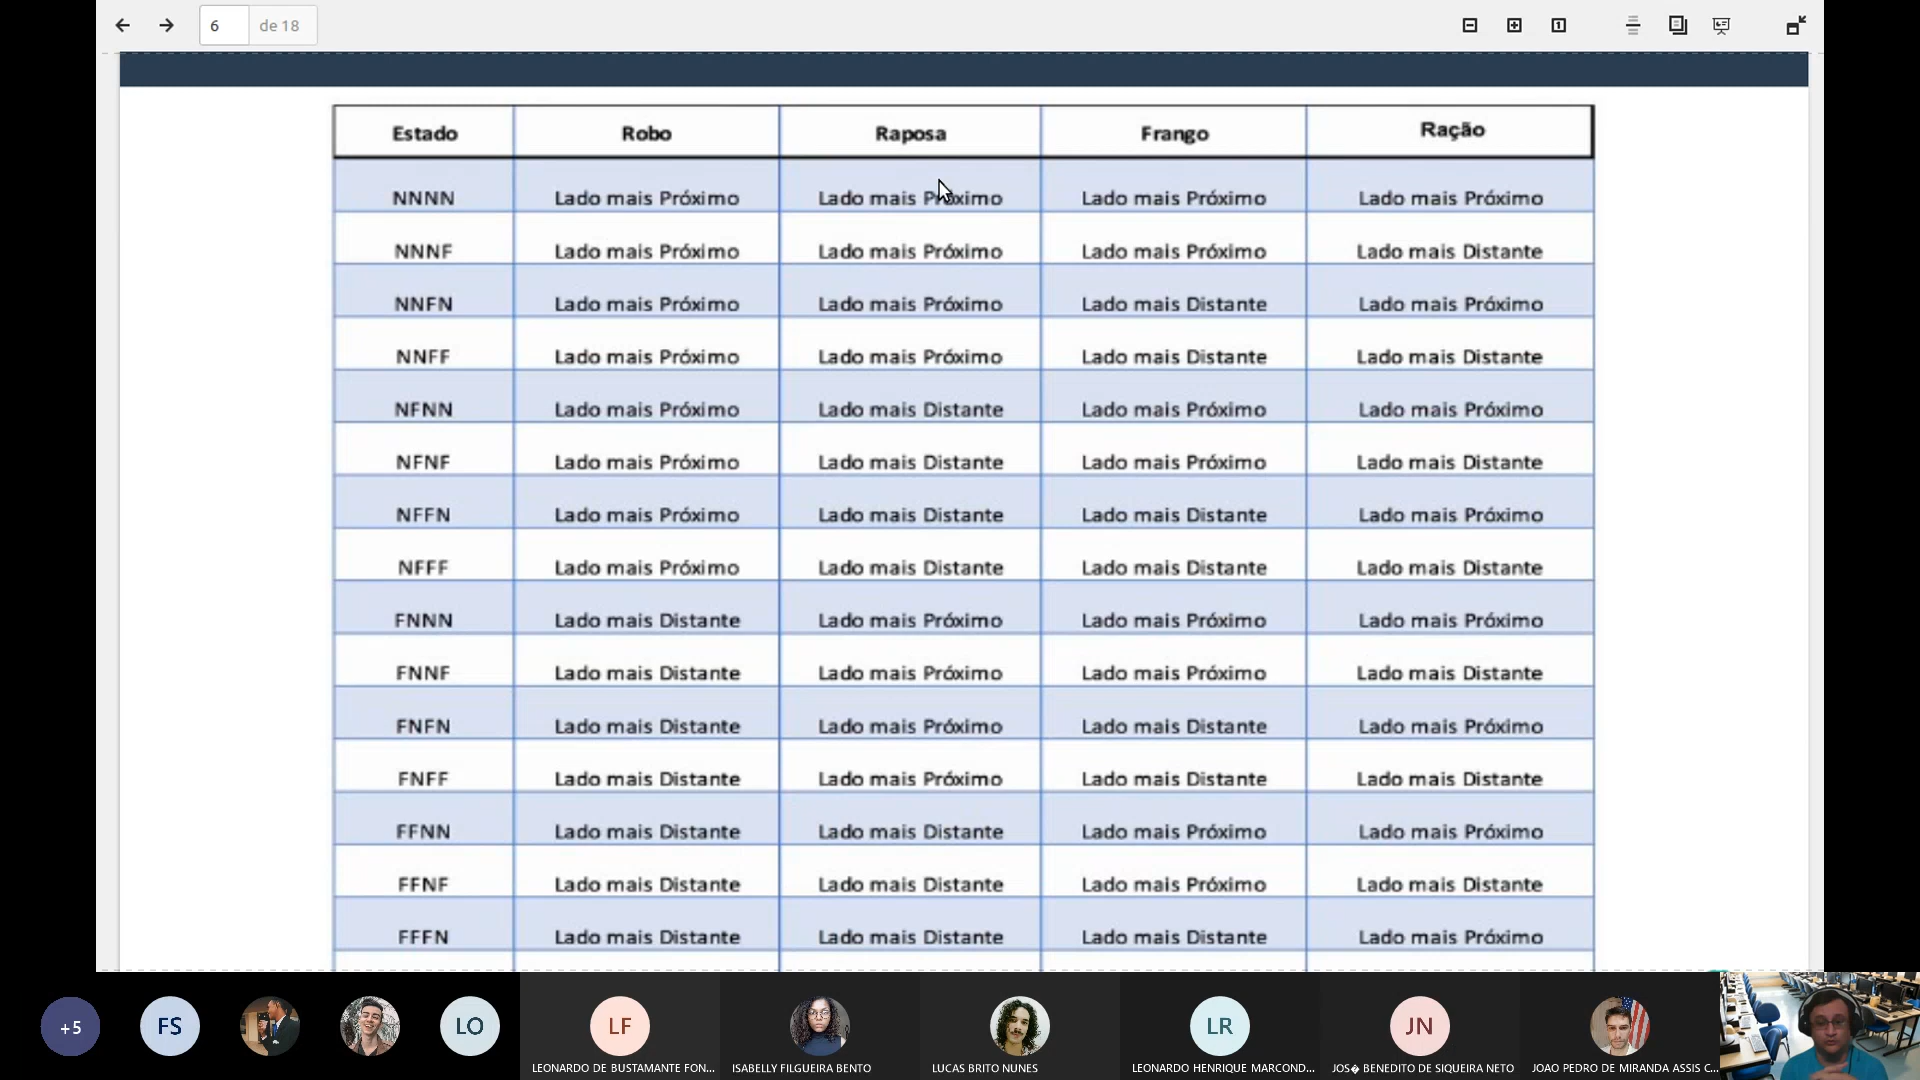 6 de 18
Estado Robo Raposa Frango Ração
NNNN Lado mais Próximo Lado mais Próximo Lado mais Próximo Lado mais Próximo
NNNF Lado mais Próximo Lado mais Próximo Lado mais Próximo Lado mais Distante
NNFN Lado mais Próximo Lado mais Próximo Lado mais Distante Lado mais Próximo
NNFF Lado mais Próximo Lado mais Próximo Lado mais Distante Lado mais Distante
NFNN Lado mais Próximo Lado mais Distante Lado mais Próximo Lado mais Próximo
NFNF Lado mais Próximo Lado mais Distante Lado mais Próximo Lado mais Distante
NFFN Lado mais Próximo Lado mais Distante Lado mais Distante Lado mais Próximo
NFFF Lado mais Próximo Lado mais Distante Lado mais Distante Lado mais Distante
FNNN Lado mais Distante Lado mais Próximo Lado mais Próximo Lado mais Próximo
FNNF Lado mais Distante Lado mais Próximo Lado mais Próximo Lado mais Distante
FNFN Lado mais Distante Lado mais Próximo Lado mais Distante Lado mais Próximo
FNFF Lado mais Distante Lado mais Próximo Lado mais Distante Lado mais Distante
FFNN Lado mais Distante Lado mais Distante Lado mais Próximo Lado mais Próximo
FFNF Lado mais Distante Lado mais Distante Lado mais Próximo Lado mais Distante
FFFN Lado mais Distante Lado mais Distante Lado mais Distante Lado mais Próximo
+5 FS LO LF LR JN
LEONARDO DE BUSTAMANTE FON... ISABELLY FILGUEIRA BENTO LUCAS BRITO NUNES LEONARDO HENRIQUE MARCOND... JOS� BENEDITO DE SIQUEIRA NETO JOAO PEDRO DE MIRANDA ASSIS C...